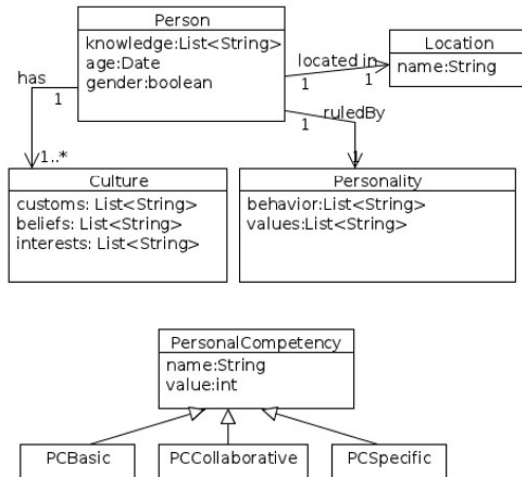 Person
knowledge:List<String>
age:Date
gender:boolean
has
1
located in
1
1
Location
name:String
1
ruledBy
1
1..*
Culture
customs: List<String>
beliefs: List<String>
interests: List<String>
Personality
behavior:List<String>
values:List<String>
PersonalCompetency
name:String
value:int
PCBasic
PCCollaborative
PCSpecific